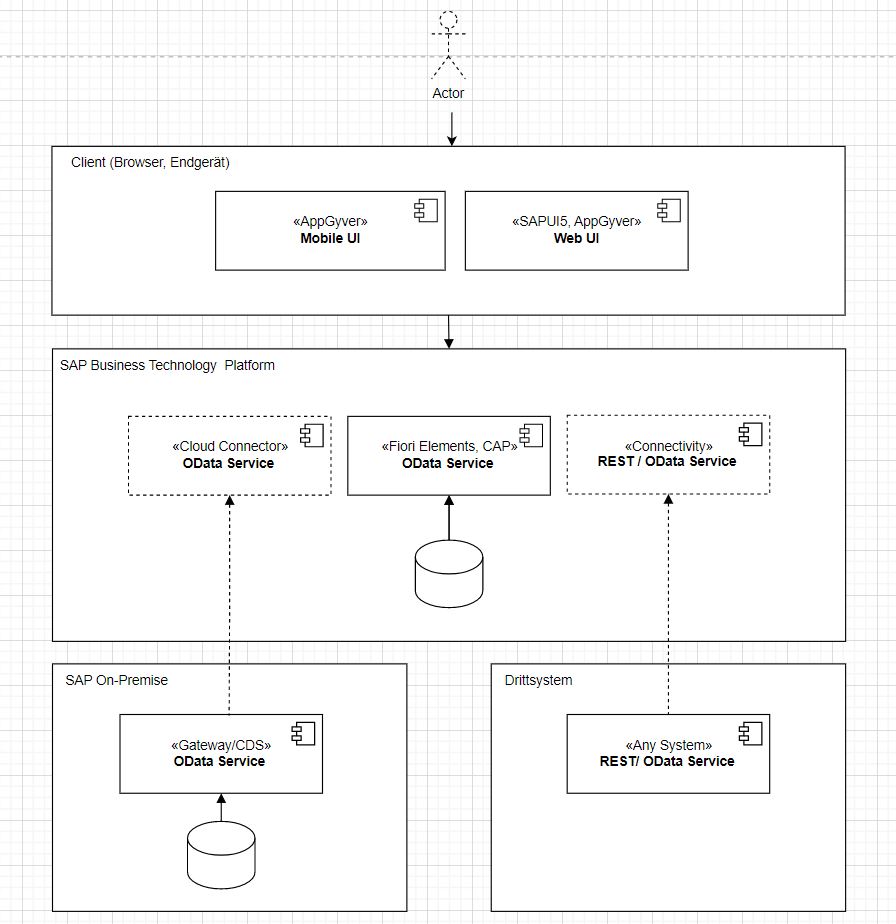 Actor
Client (Browser, Endgerät)
«AppGyver»
Mobile UI
«SAPUI5, AppGyver»
Web UI
SAP Business Technology  Platform
«Cloud Connector»
OData Service
«Fiori Elements, CAP»
OData Service
«Connectivity»
REST / OData Service
SAP On-Premise
«Gateway/CDS»
OData Service
Drittsystem
«Any System»
REST/ OData Service